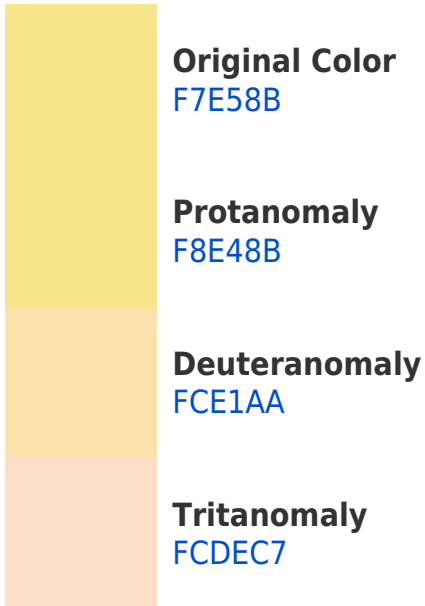 Original Color
F7E58B
Protanomaly
F8E48B
Deuteranomaly
FCE1AA
Tritanomaly
FCDEC7